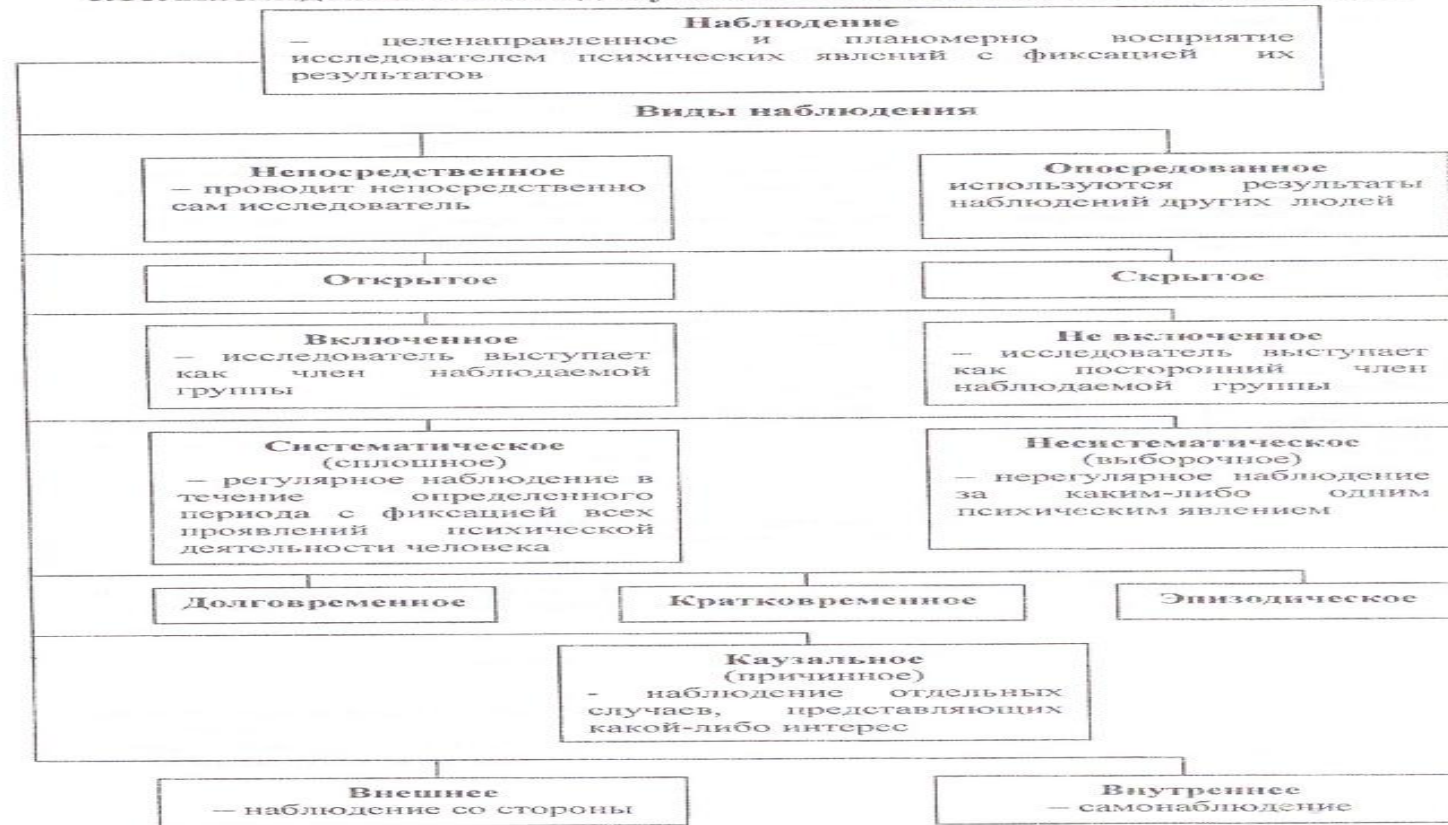 Наблюдение
– целенаправленное и планомерно восприятие
исследователем психических явлений с фиксацией их
результатов
Виды наблюдения
Непосредственное
– проводит непосредственно
сам исследователь
Опосредованное
используются результаты
наблюдений других людей
Открытое
Скрытое
Включенное
– исследователь выступает
как член наблюдаемой
группы
Не включенное
– исследователь выступает
как посторонний член
наблюдаемой группы
Систематическое
(сплошное)
– регулярное наблюдение в
течение определенного
периода с фиксацией всех
проявлений психической
деятельности человека
Несистематическое
(выборочное)
– нерегулярное наблюдение
за каким-либо одним
психическим явлением
Долговременное
Кратковременное
Эпизодическое
Каузальное
(причинное)
- наблюдение отдельных
случаев, представляющих
какой-либо интерес
Внешнее
– наблюдение со стороны
Внутреннее
– самонаблюдение